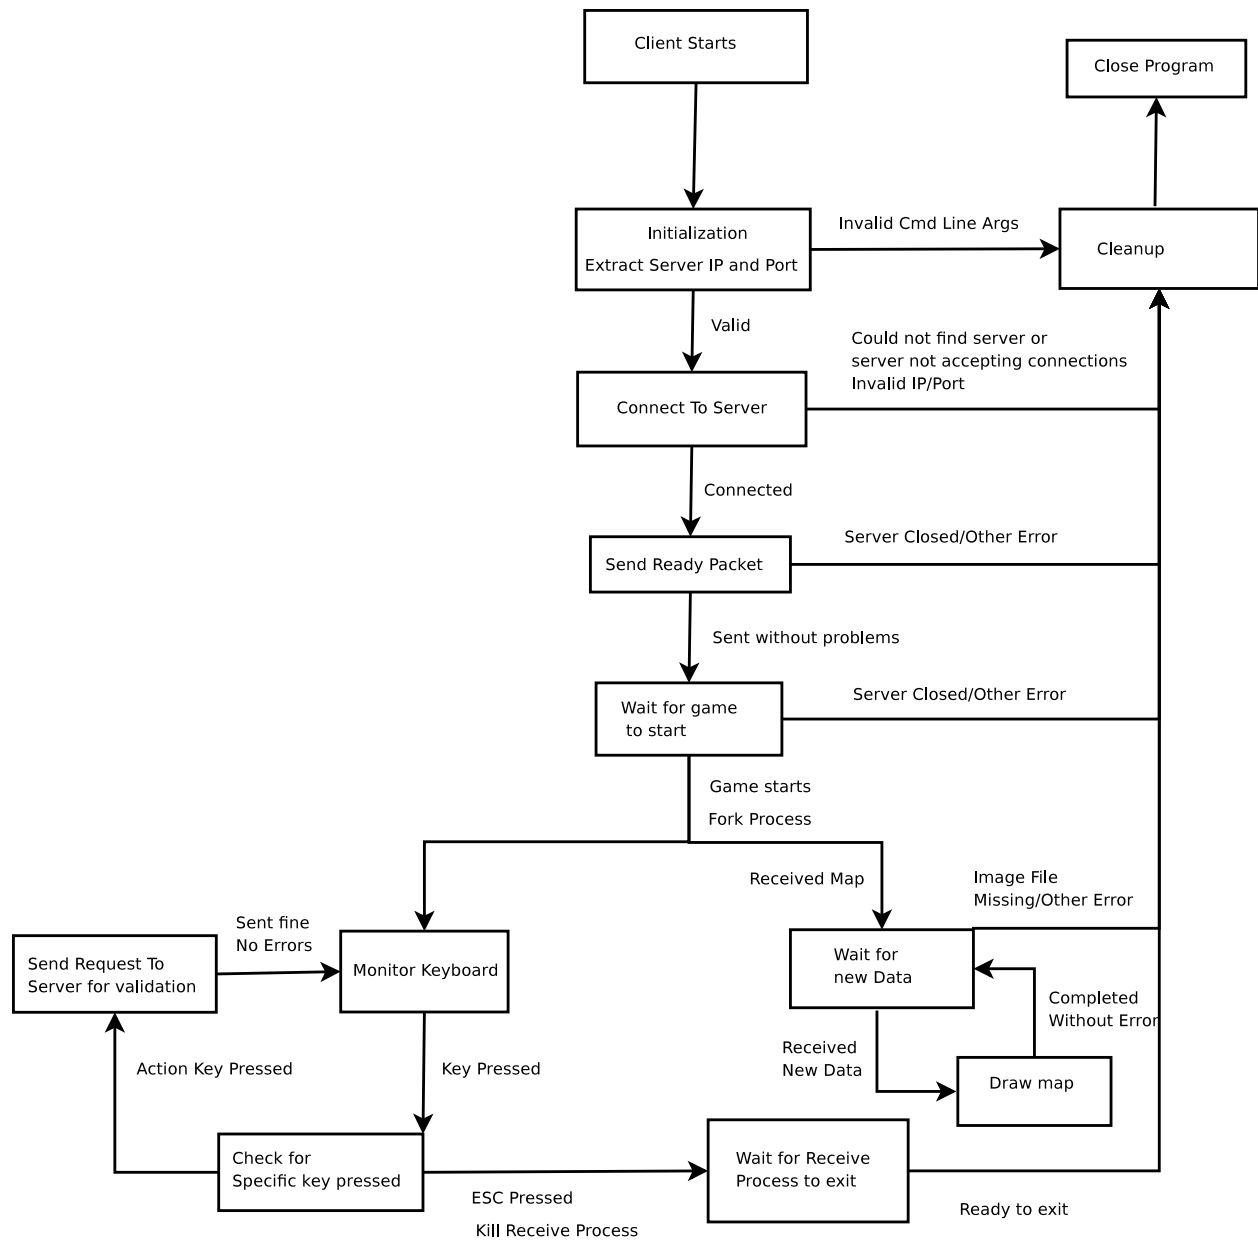 Client Starts
Close Program
Initialization
Extract Server IP and Port
Invalid Cmd Line Args
Cleanup
Valid
Could not find server or
server not accepting connections
Invalid IP/Port
Connect To Server
Connected
Server Closed/Other Error
Send Ready Packet
Sent without problems
Server Closed/Other Error
Wait for game
to start
Game starts
Fork Process
Received Map
Image File
Missing/Other Error
Sent fine
No Errors
Send Request To
Server for validation
Monitor Keyboard
Wait for
new Data
Completed
Without Error
Action Key Pressed
Key Pressed
Received
New Data
Draw map
Check for
Specific key pressed
Wait for Receive
Process to exit
ESC Pressed
Kill Receive Process
Ready to exit